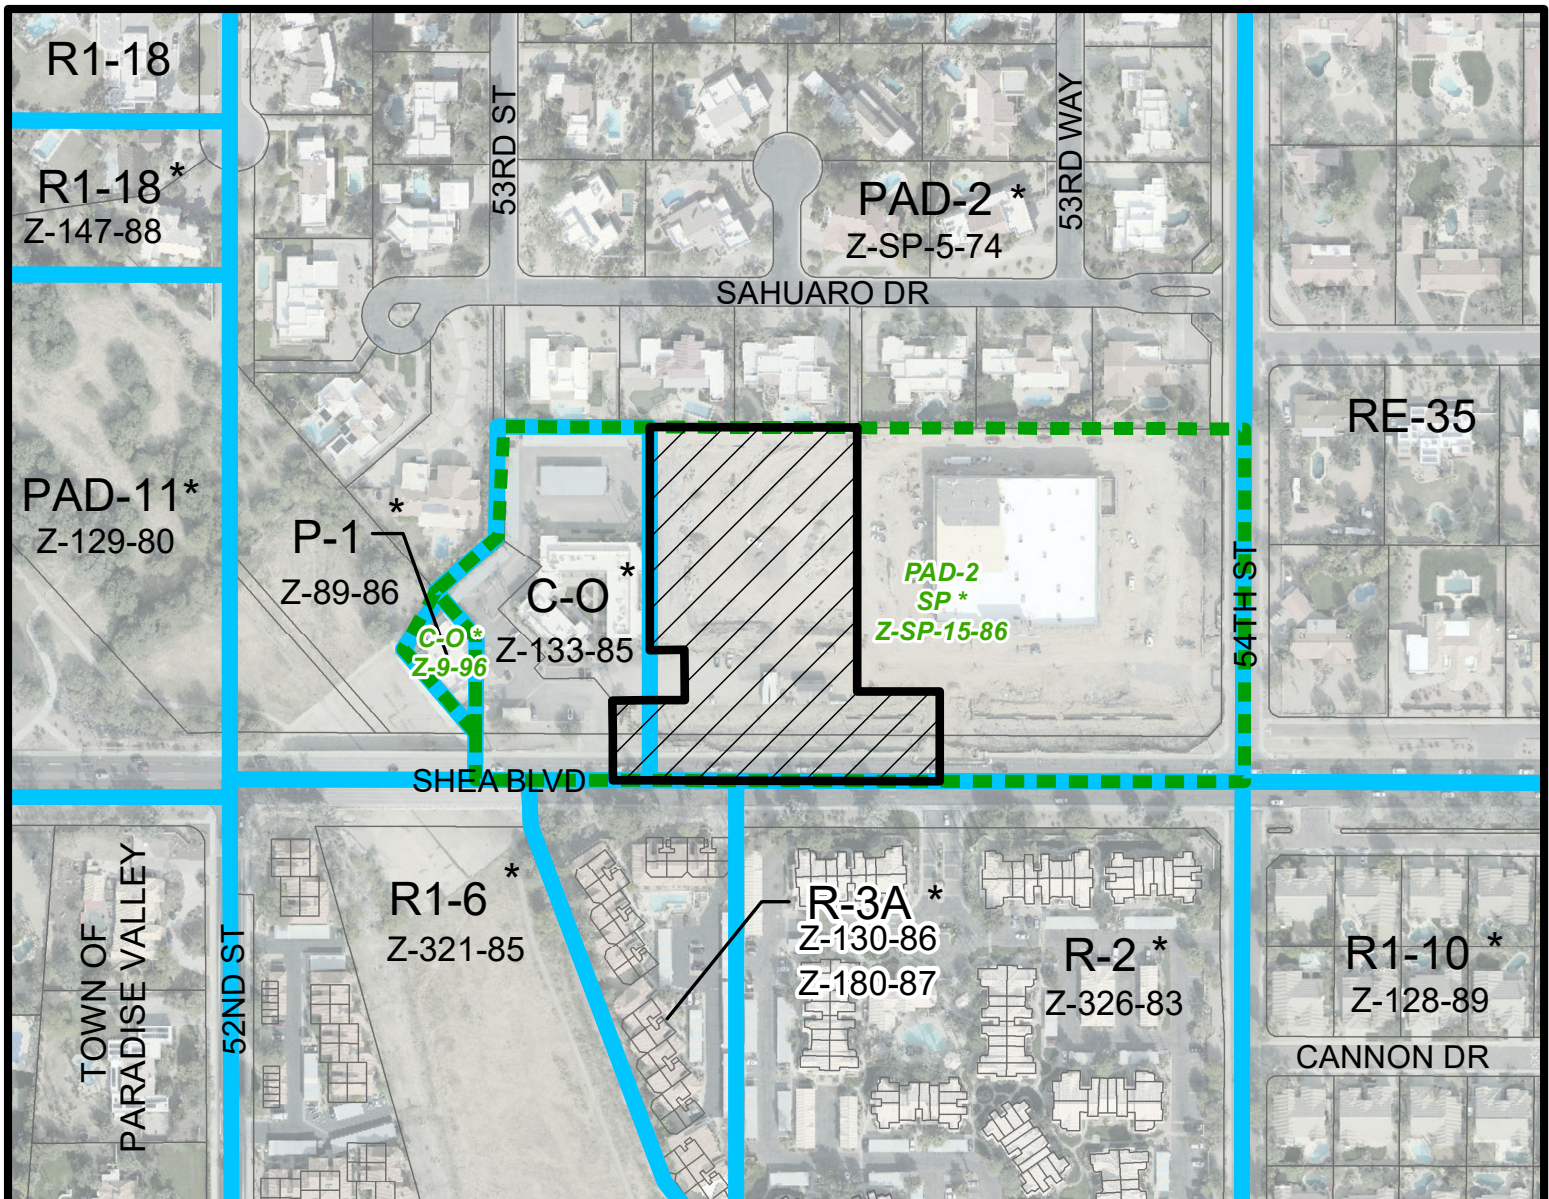 R1-18
R1-18 *
Z-147-88
53RD ST
PAD-2 *
Z-SP-5-74
53RD WAY
SAHUARO DR
PAD-11*
Z-129-80
P-1 *
Z-89-86
C-O *
Z-9-96
C-O *
Z-133-85
PAD-2
SP *
Z-SP-15-86
54TH ST
RE-35
SHEA BLVD
TOWN OF
PARADISE VALLEY
52ND ST
R1-6 *
Z-321-85
R-3A *
Z-130-86
Z-180-87
R-2 *
Z-326-83
R1-10 *
Z-128-89
CANNON DR